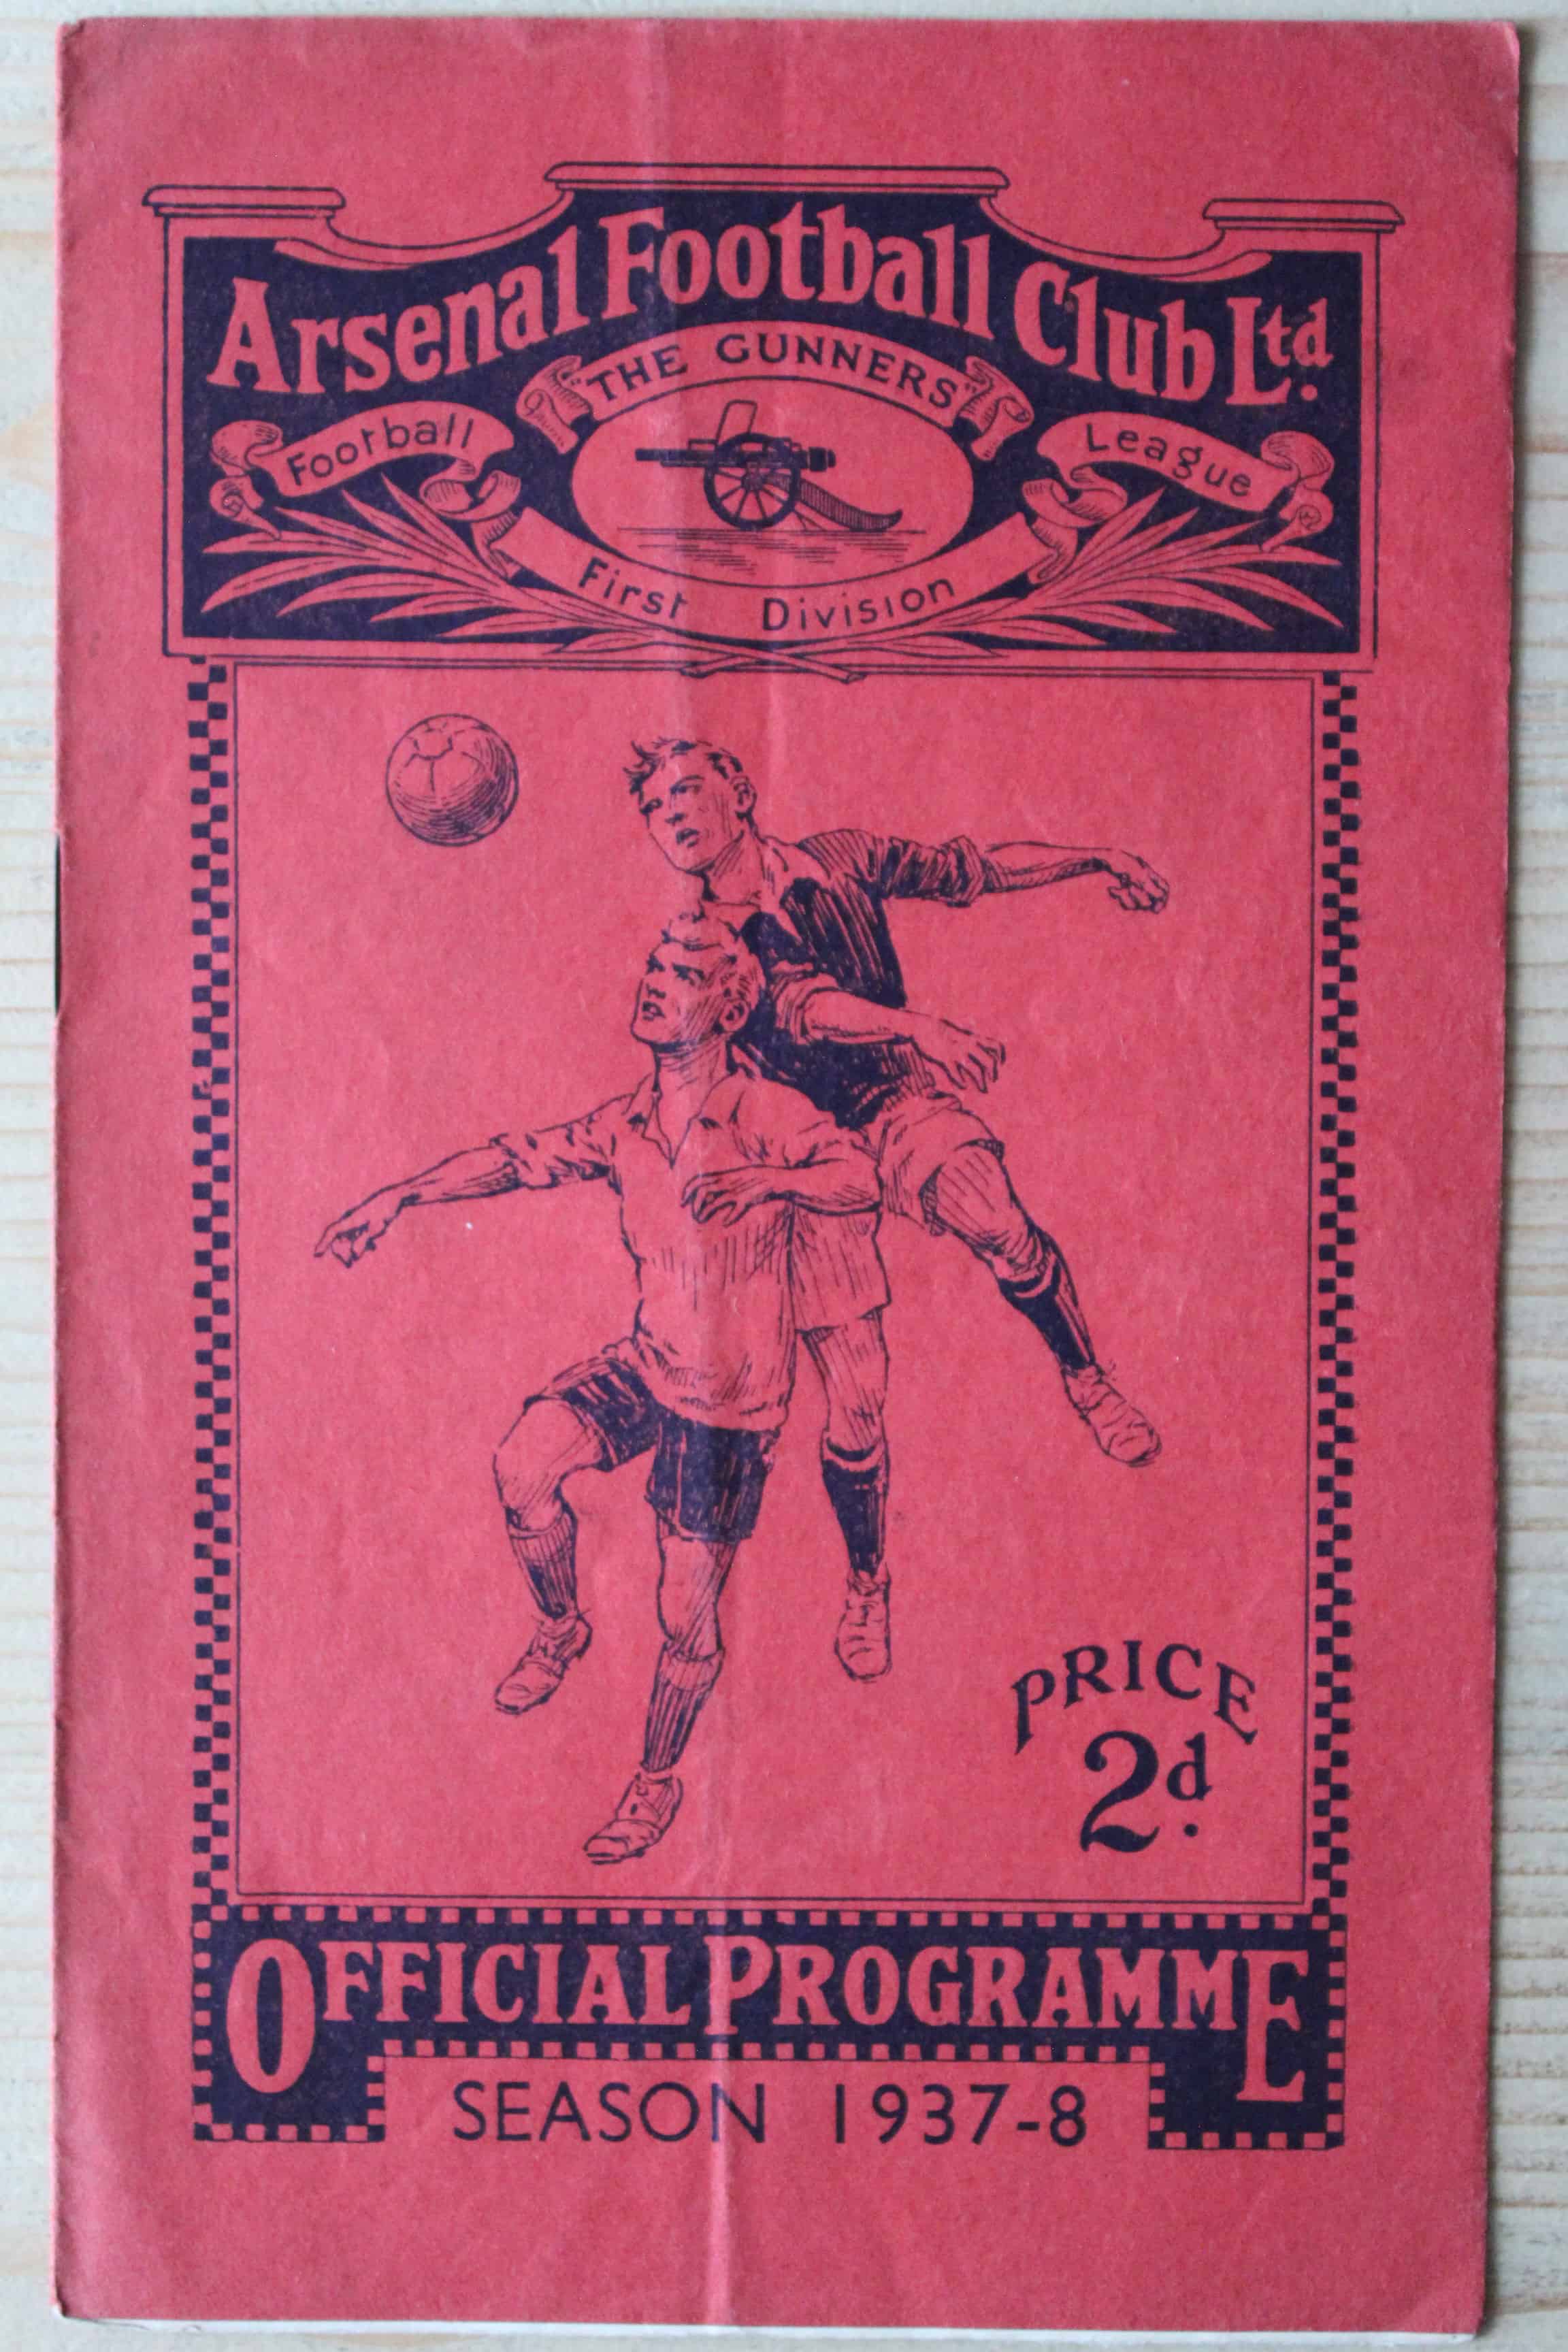 Arsenal Football Club Ltd.
"THE GUNNERS"
Football League
First Division
PRICE
2d.
OFFICIAL PROGRAMME
SEASON 1937-8